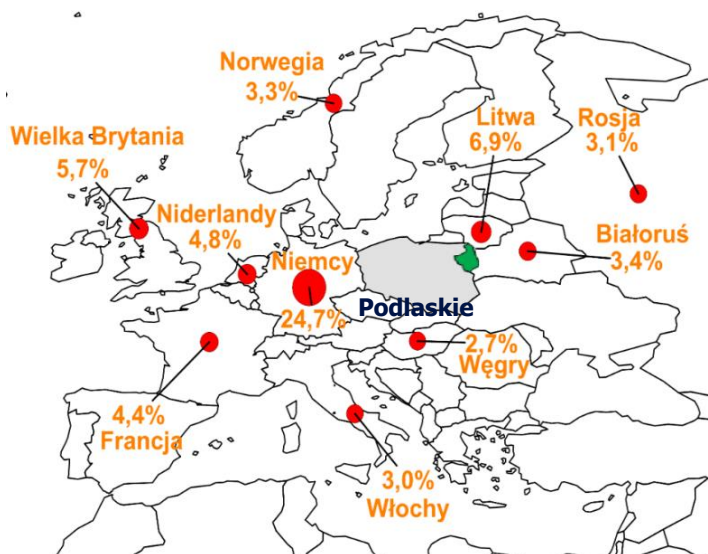 Norwegia
3,3%
Litwa
6,9%
Rosja
3,1%
Wielka Brytania
5,7%
Niderlandy
4,8%
Niemcy
24,7%
Białoruś
3,4%
Podlaskie
2,7%
Węgry
4,4%
Francja
3,0%
Włochy